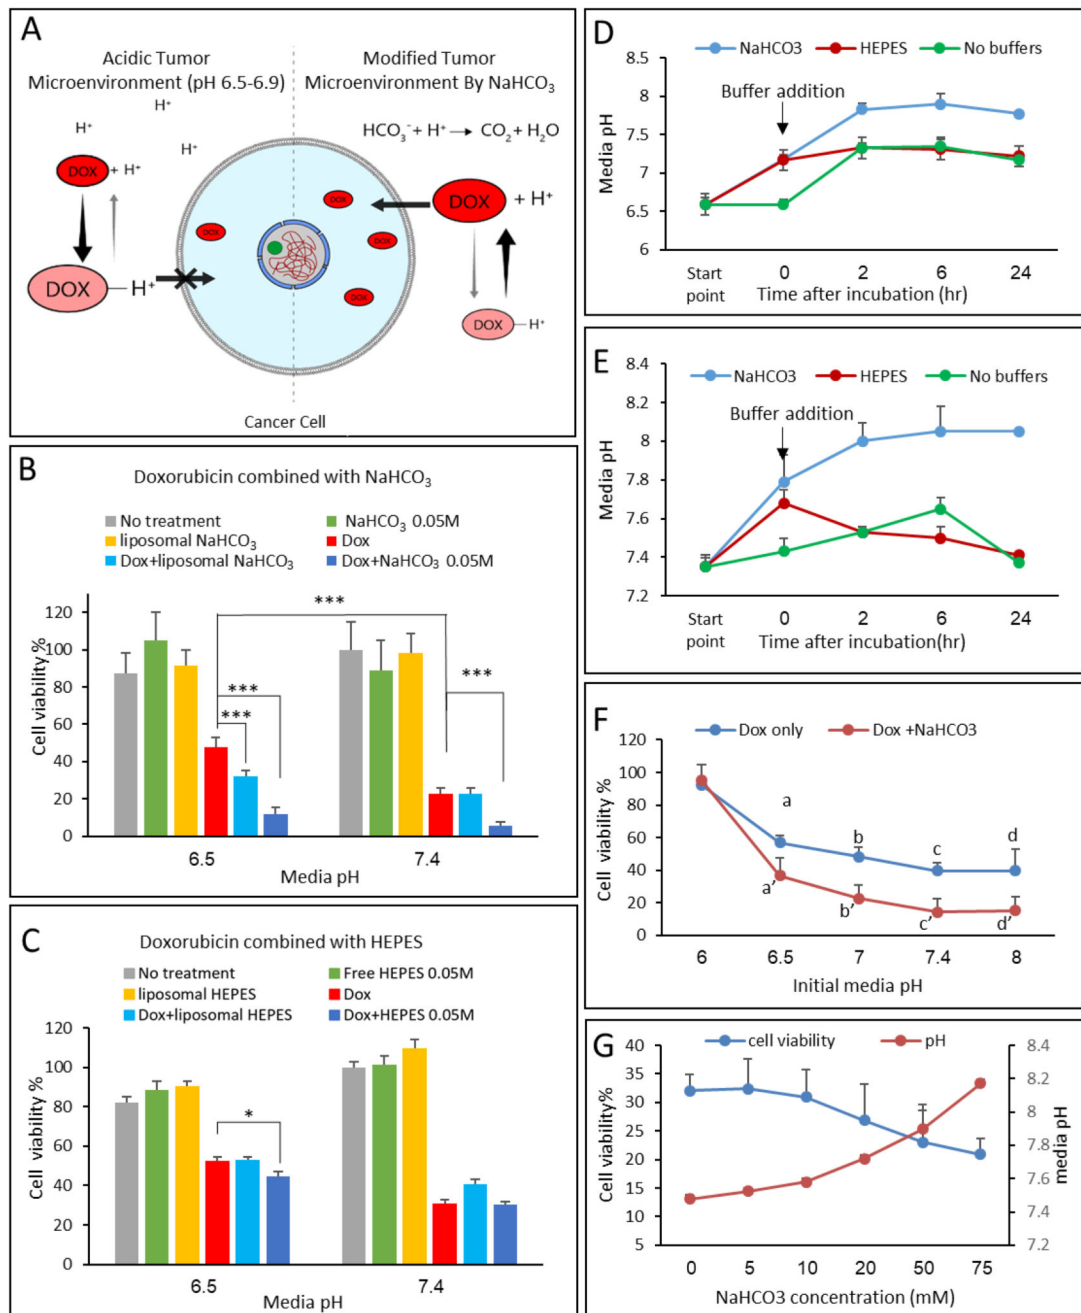 A
Acidic Tumor
Microenvironment (pH 6.5-6.9)
Modified Tumor
Microenvironment By NaHCO₃
H⁺
H⁺
H⁺
HCO₃⁻ + H⁺ → CO₂ + H₂O
DOX + H⁺
DOX
DOX
DOX
DOX
DOX + H⁺
DOX — H⁺
DOX —H⁺
Cancer Cell
B
Doxorubicin combined with NaHCO₃
No treatment
NaHCO₃ 0.05M
liposomal NaHCO₃
Dox
Dox+liposomal NaHCO₃
Dox+NaHCO₃ 0.05M
Cell viability %
120
100
80
60
40
20
0
***
***
***
***
6.5
7.4
Media pH
C
Doxorubicin combined with HEPES
No treatment
Free HEPES 0.05M
liposomal HEPES
Dox
Dox+liposomal HEPES
Dox+HEPES 0.05M
Cell viability %
120
100
80
60
40
20
0
*
6.5
7.4
Media pH
D
NaHCO3
HEPES
No buffers
Buffer addition
Media pH
8.5
8
7.5
7
6.5
6
Start
point
0
2
6
24
Time after incubation (hr)
E
NaHCO3
HEPES
No buffers
Buffer addition
Media pH
8.4
8.2
8
7.8
7.6
7.4
7.2
Start
point
0
2
6
24
Time after incubation(hr)
F
Dox only
Dox +NaHCO3
Cell viability %
120
100
80
60
40
20
0
a
b
c
d
a′
b′
c′
d′
6
6.5
7
7.4
8
Initial media pH
G
cell viability
pH
Cell viability%
40
35
30
25
20
15
10
5
8.4
8.2
8
7.8
7.6
7.4
7.2
media pH
0
5
10
20
50
75
NaHCO3 concentration (mM)